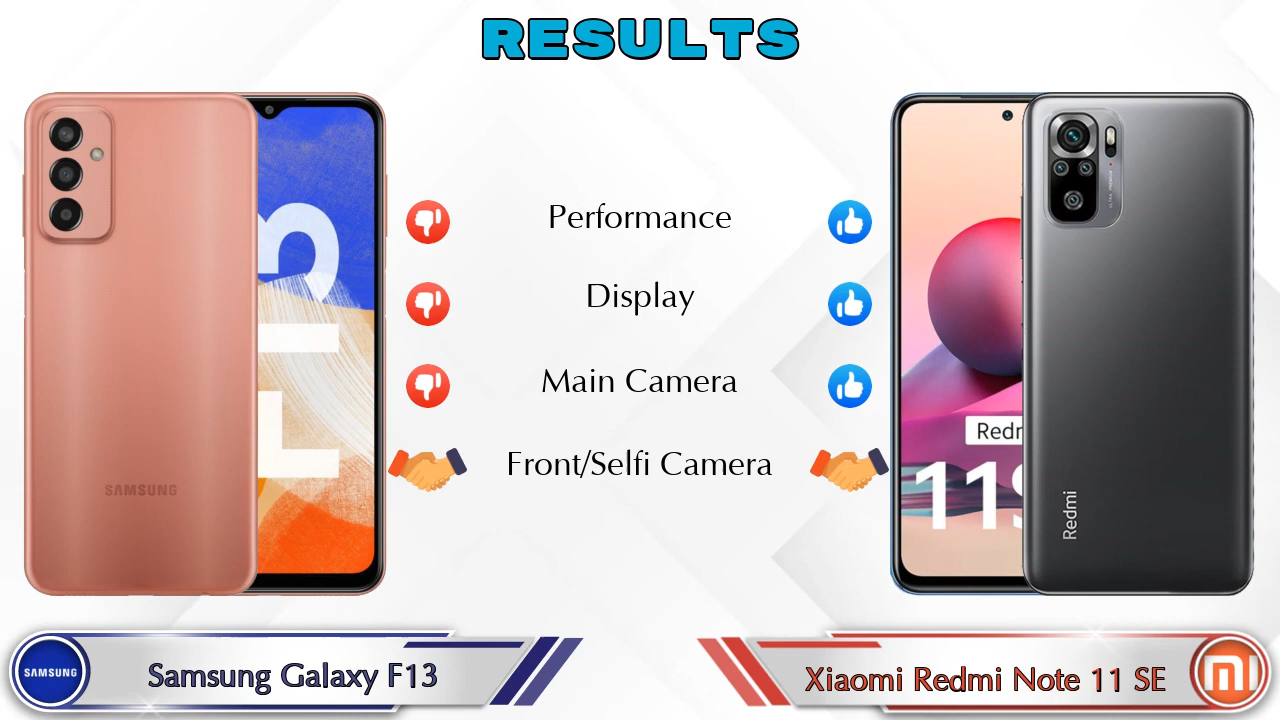 RESULTS
Performance
Display
Main Camera
Front/Selfi Camera
SAMSUNG
F13
Redmi
Redm
11S
SAMSUNG
Samsung Galaxy F13
Xiaomi Redmi Note 11 SE